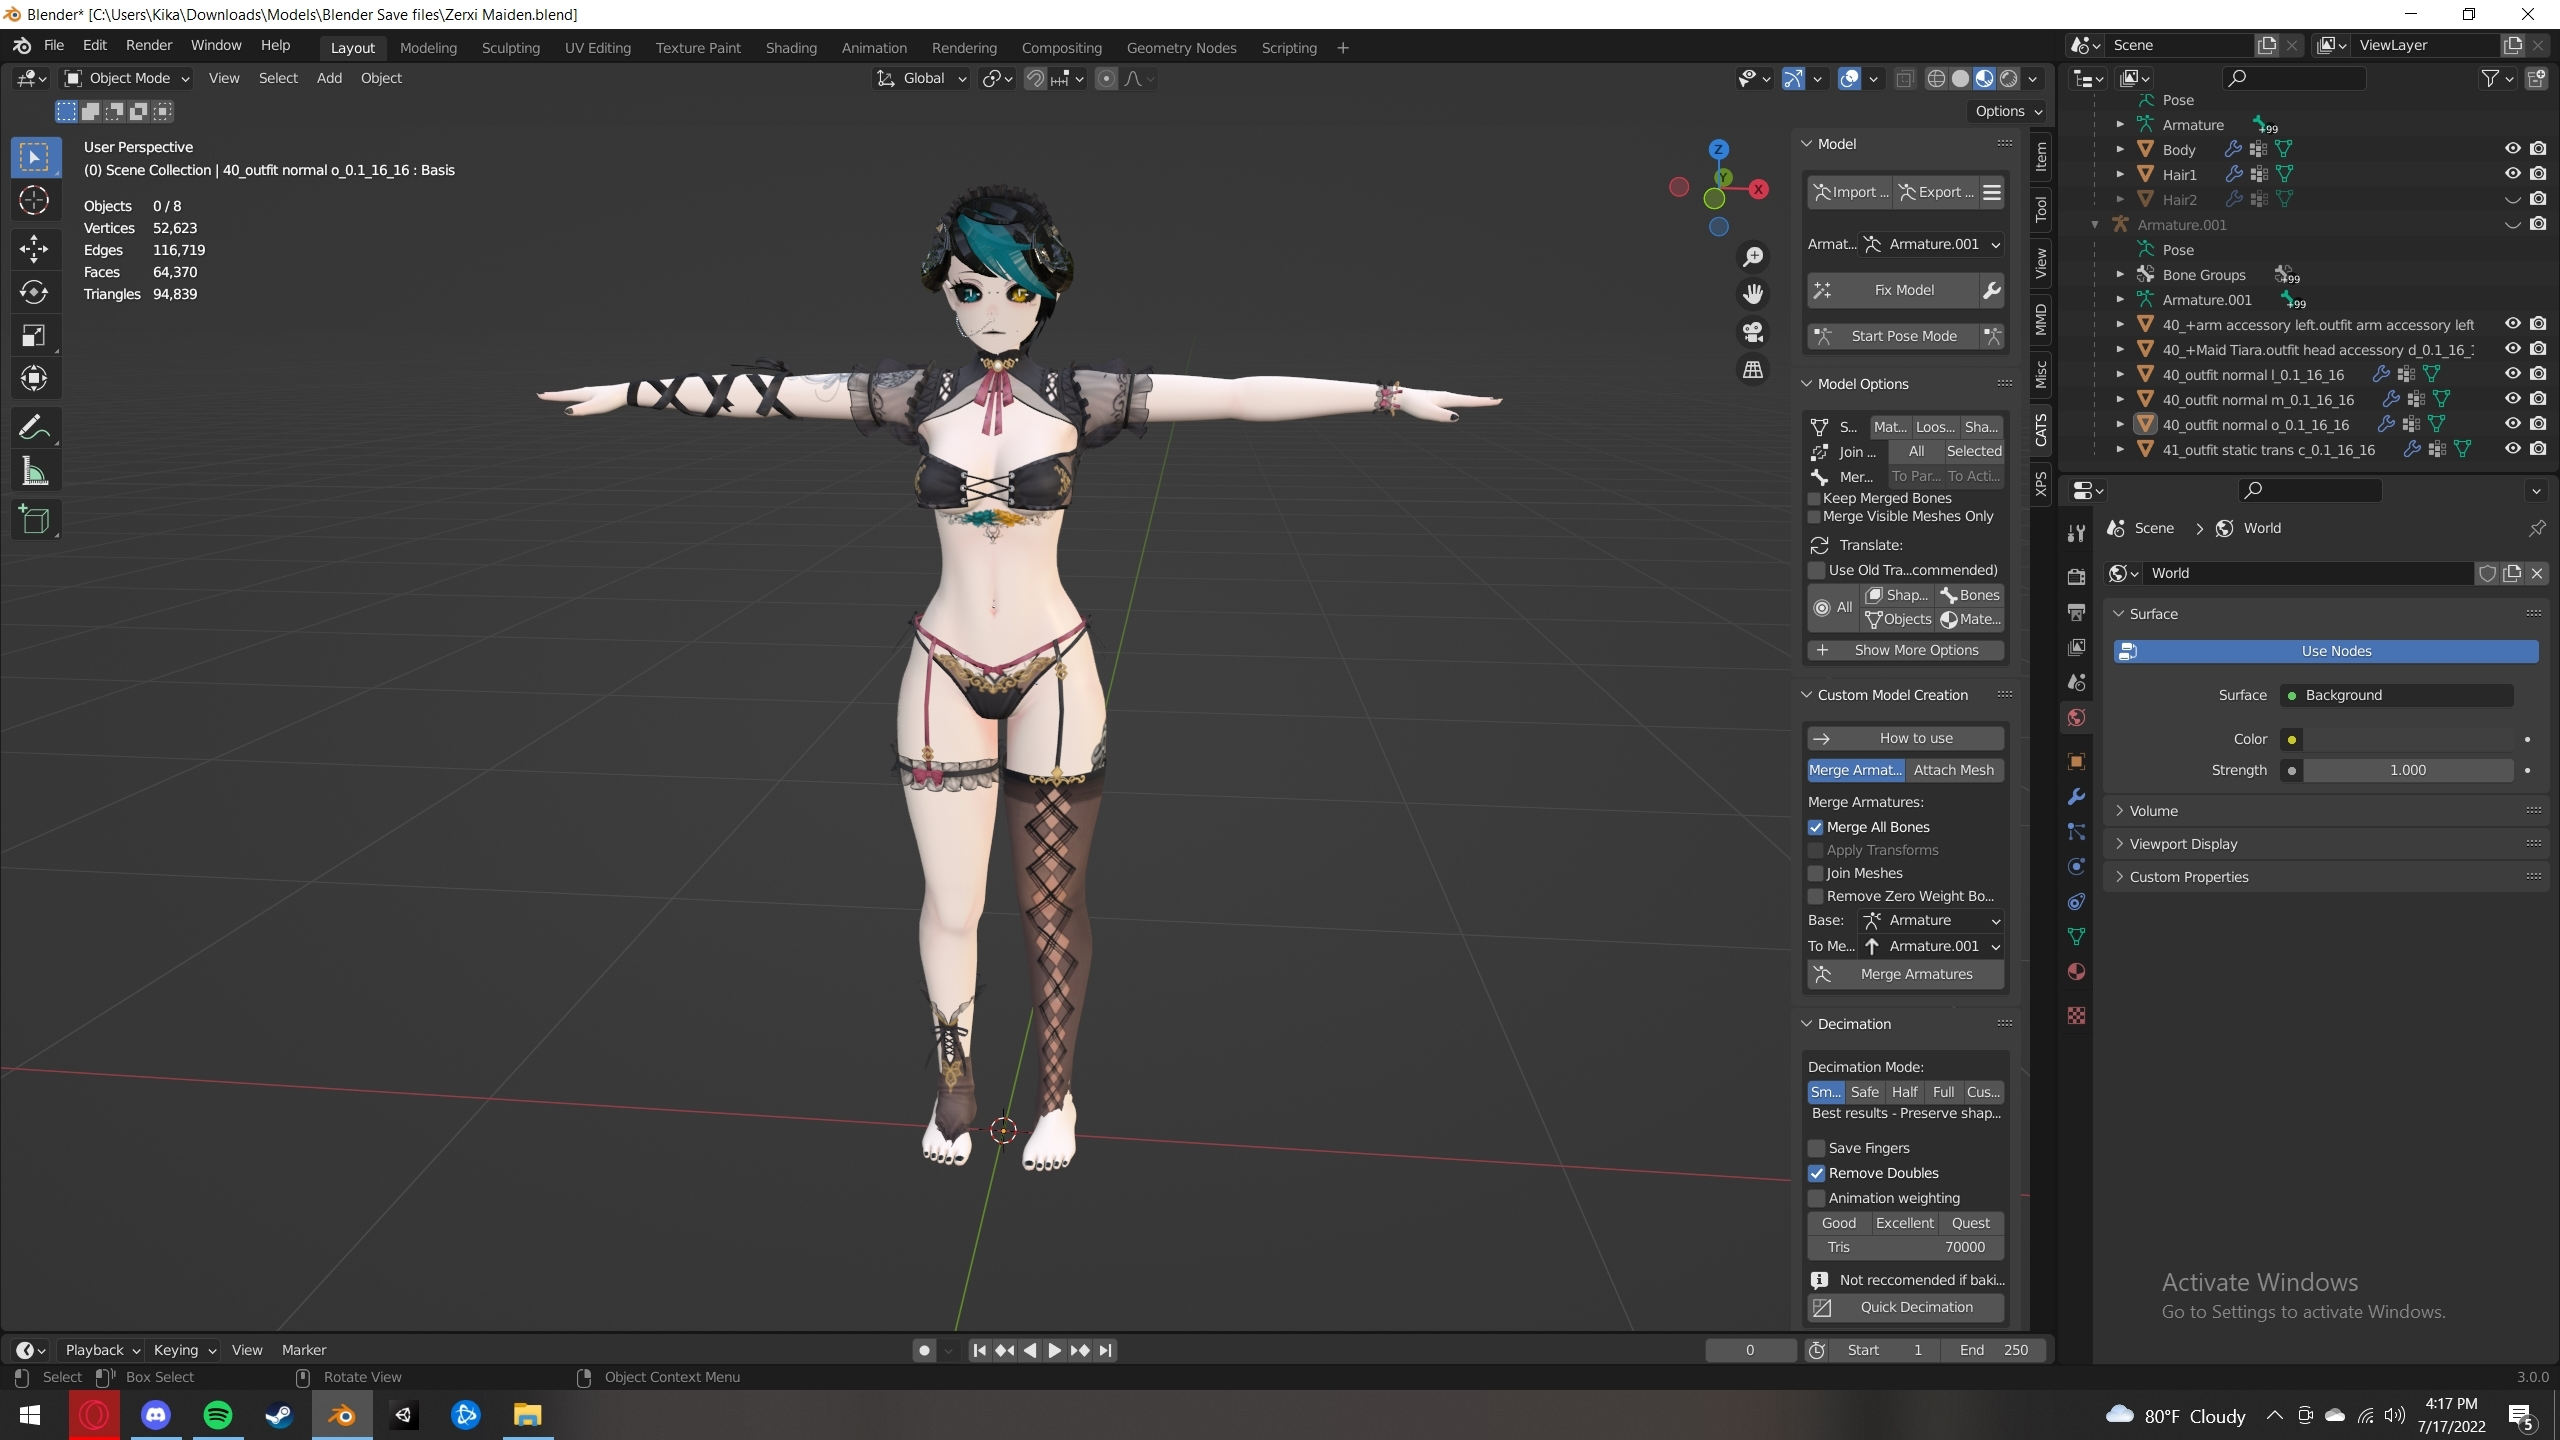 Blender* [C:\Users\Kika\Downloads\Models\Blender Save files\Zerxi Maiden.blend]
File Edit Render Window Help Layout Modeling Sculpting UV Editing Texture Paint Shading Animation Rendering Compositing Geometry Nodes Scripting + Scene ViewLayer
Object Mode View Select Add Object Global
Options
User Perspective
(0) Scene Collection | 40_outfit normal o_0.1_16_16 : Basis
Objects 0 / 8
Vertices 52,623
Edges 116,719
Faces 64,370
Triangles 94,839
Z
Y
X
Item
Tool
View
MMD
Misc
CATS
XPS
Model
Import ... Export ...
Armat... Armature.001
Fix Model
Start Pose Mode
Model Options
S... Mat... Loos... Sha...
Join ... All Selected
Mer... To Par... To Acti...
Keep Merged Bones
Merge Visible Meshes Only
Translate:
Use Old Tra...commended)
All Shap... Bones
Objects Mate...
Show More Options
Custom Model Creation
How to use
Merge Armat... Attach Mesh
Merge Armatures:
Merge All Bones
Apply Transforms
Join Meshes
Remove Zero Weight Bo...
Base: Armature
To Me... Armature.001
Merge Armatures
Decimation
Decimation Mode:
Sm... Safe Half Full Cus...
Best results - Preserve shap...
Save Fingers
Remove Doubles
Animation weighting
Good Excellent Quest
Tris 70000
Not reccomended if baki...
Quick Decimation
Pose
Armature 99
Body
Hair1
Hair2
Armature.001
Pose
Bone Groups 99
Armature.001 99
40_+arm accessory left.outfit arm accessory left
40_+Maid Tiara.outfit head accessory d_0.1_16_1
40_outfit normal l_0.1_16_16
40_outfit normal m_0.1_16_16
40_outfit normal o_0.1_16_16
41_outfit static trans c_0.1_16_16
Scene > World
World
Surface
Use Nodes
Surface Background
Color
Strength 1.000
Volume
Viewport Display
Custom Properties
Activate Windows
Go to Settings to activate Windows.
Playback Keying View Marker 0 Start 1 End 250
Select Box Select Rotate View Object Context Menu 3.0.0
80°F Cloudy
4:17 PM
7/17/2022
5